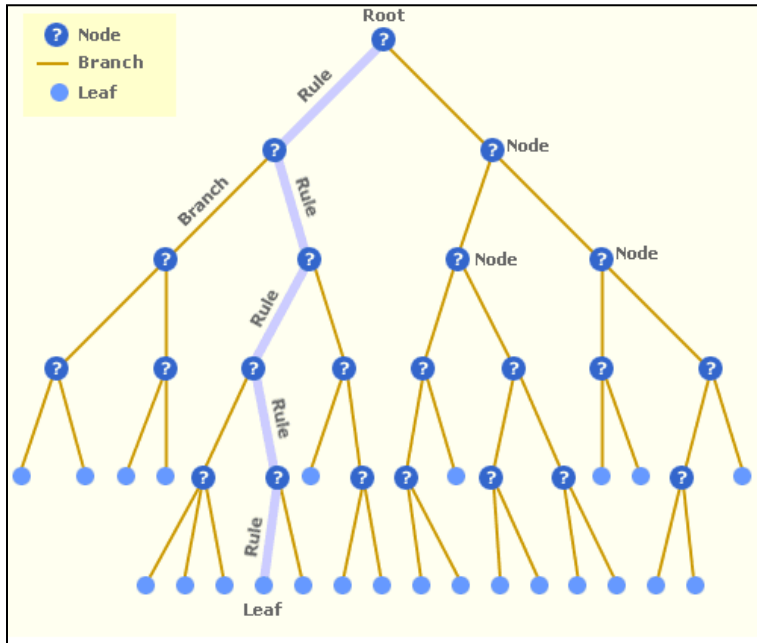 Root
? Node
Branch
Leaf
?
Rule
? ? Node
Branch
Rule
? ? ? Node ? Node
Rule
? ? ? ? ? ? ? ?
Rule
? ? ? ? ? ? ?
Rule
Leaf